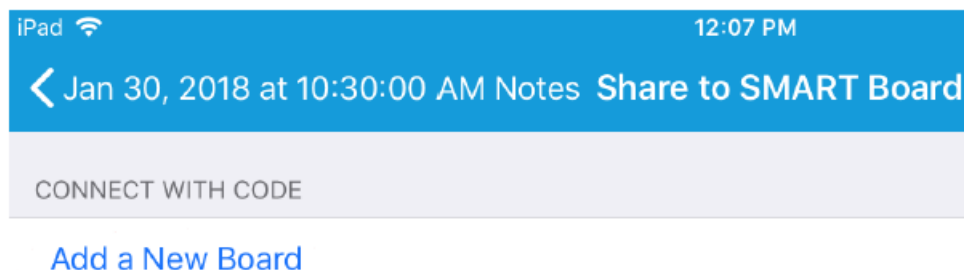 iPad 12:07 PM
Jan 30, 2018 at 10:30:00 AM Notes Share to SMART Board
CONNECT WITH CODE
Add a New Board